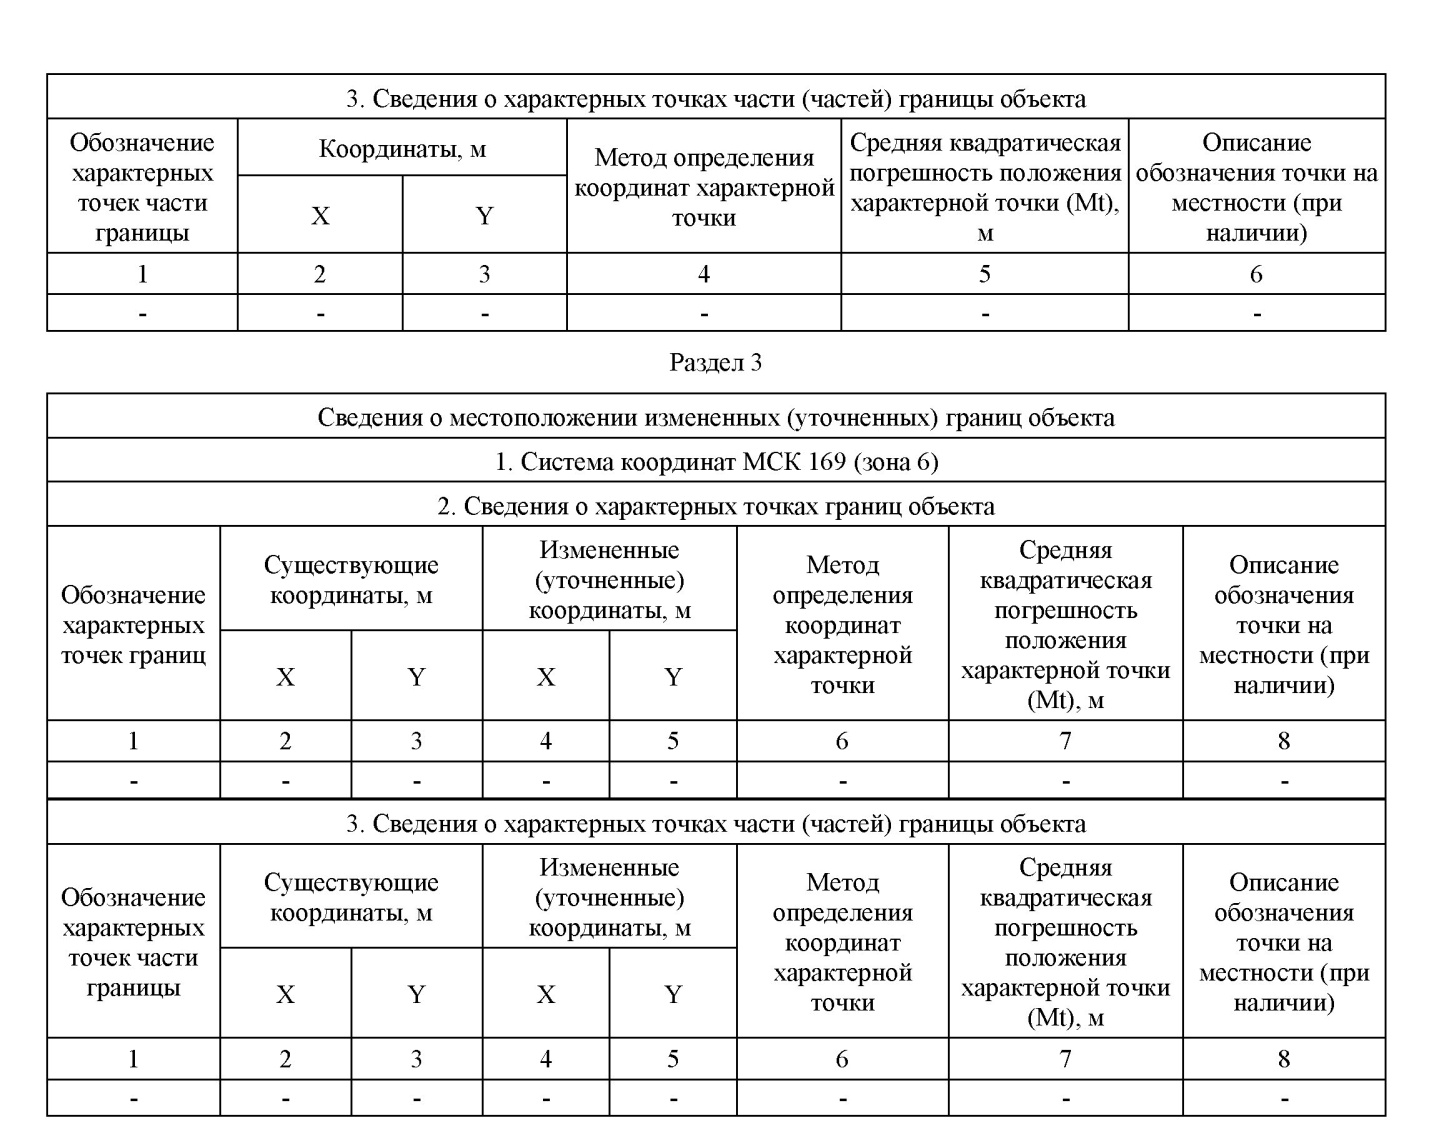 3. Сведения о характерных точках части (частей) границы объекта
Обозначение
характерных
точек части
границы
Координаты, м
X
Y
Метод определения
координат характерной
точки
Средняя квадратическая
погрешность положения
характерной точки (Mt),
м
Описание
обозначения точки на
местности (при
наличии)
1 2 3 4 5 6
- - - - - -
Раздел 3
Сведения о местоположении измененных (уточненных) границ объекта
1. Система координат МСК 169 (зона 6)
2. Сведения о характерных точках границ объекта
Обозначение
характерных
точек границ
Существующие
координаты, м
X
Y
Измененные
(уточненные)
координаты, м
X
Y
Метод
определения
координат
характерной
точки
Средняя
квадратическая
погрешность
положения
характерной точки
(Mt), м
Описание
обозначения
точки на
местности (при
наличии)
1 2 3 4 5 6 7 8
- - - - - - - -
3. Сведения о характерных точках части (частей) границы объекта
Обозначение
характерных
точек части
границы
Существующие
координаты, м
X
Y
Измененные
(уточненные)
координаты, м
X
Y
Метод
определения
координат
характерной
точки
Средняя
квадратическая
погрешность
положения
характерной точки
(Mt), м
Описание
обозначения
точки на
местности (при
наличии)
1 2 3 4 5 6 7 8
- - - - - - - -